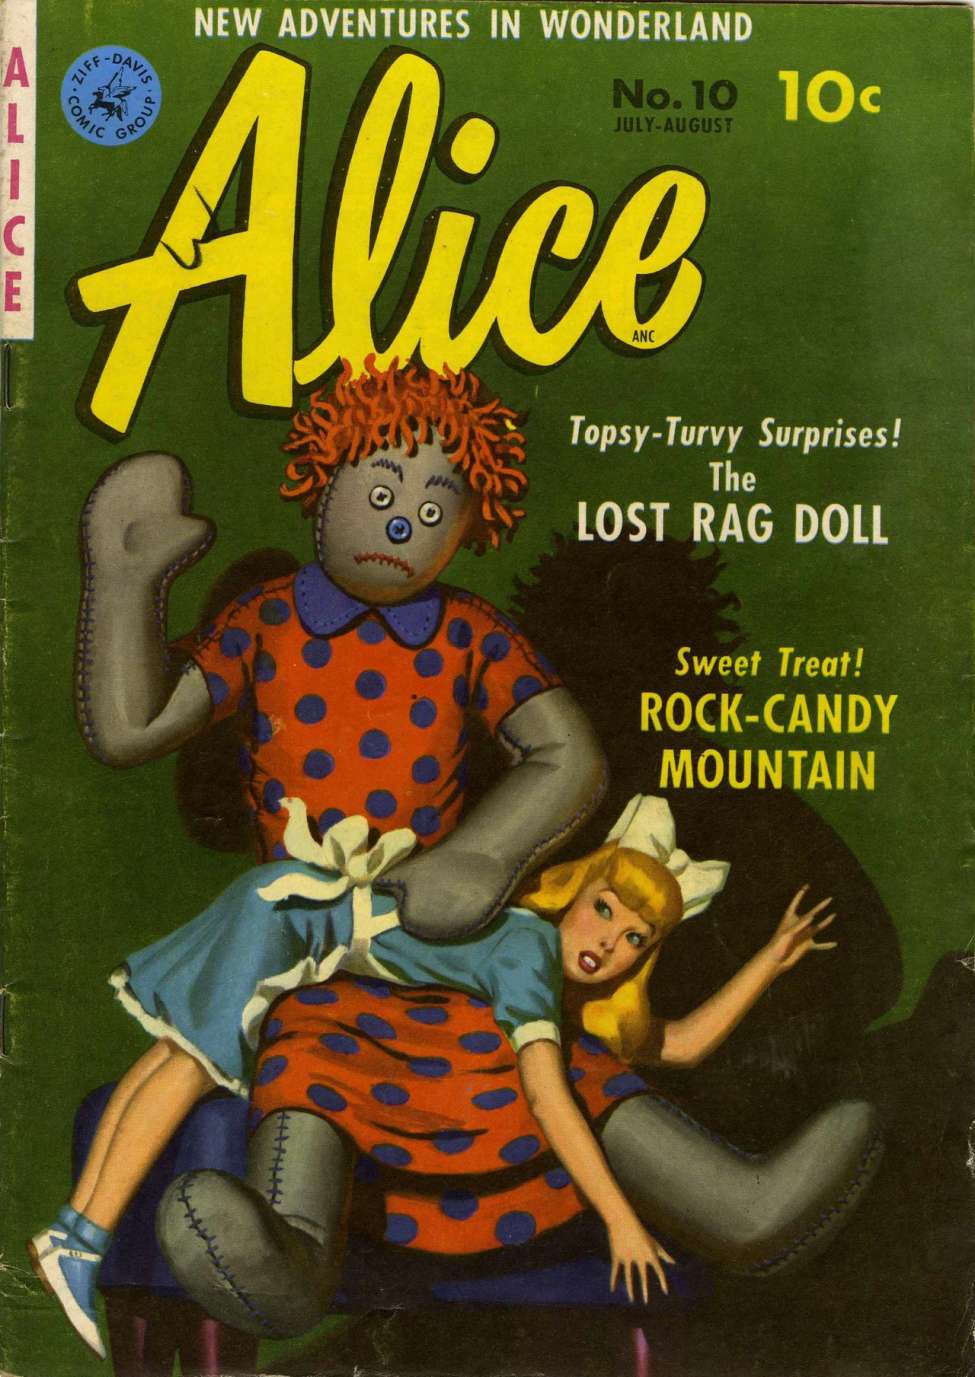 NEW ADVENTURES IN WONDERLAND
ALICE
ZIFF-DAVIS
COMIC GROUP
Alice
No. 10
JULY-AUGUST
10c
ANC
Topsy-Turvy Surprises!
The
LOST RAG DOLL
Sweet Treat!
ROCK-CANDY
MOUNTAIN